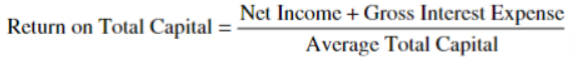 Return on Total Capital = Net Income + Gross Interest Expense
Average Total Capital